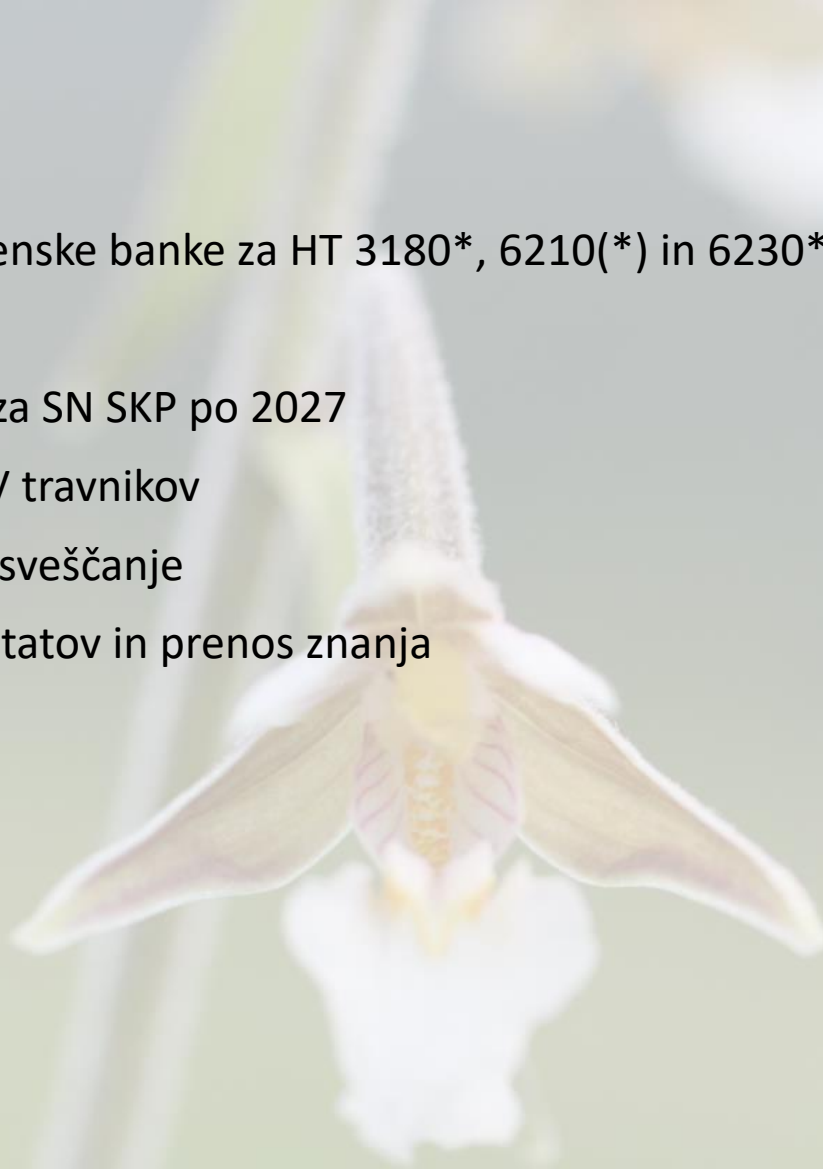 enske banke za HT 3180*, 6210(*) in 6230*
za SN SKP po 2027
travnikov
sveščanje
tatov in prenos znanja